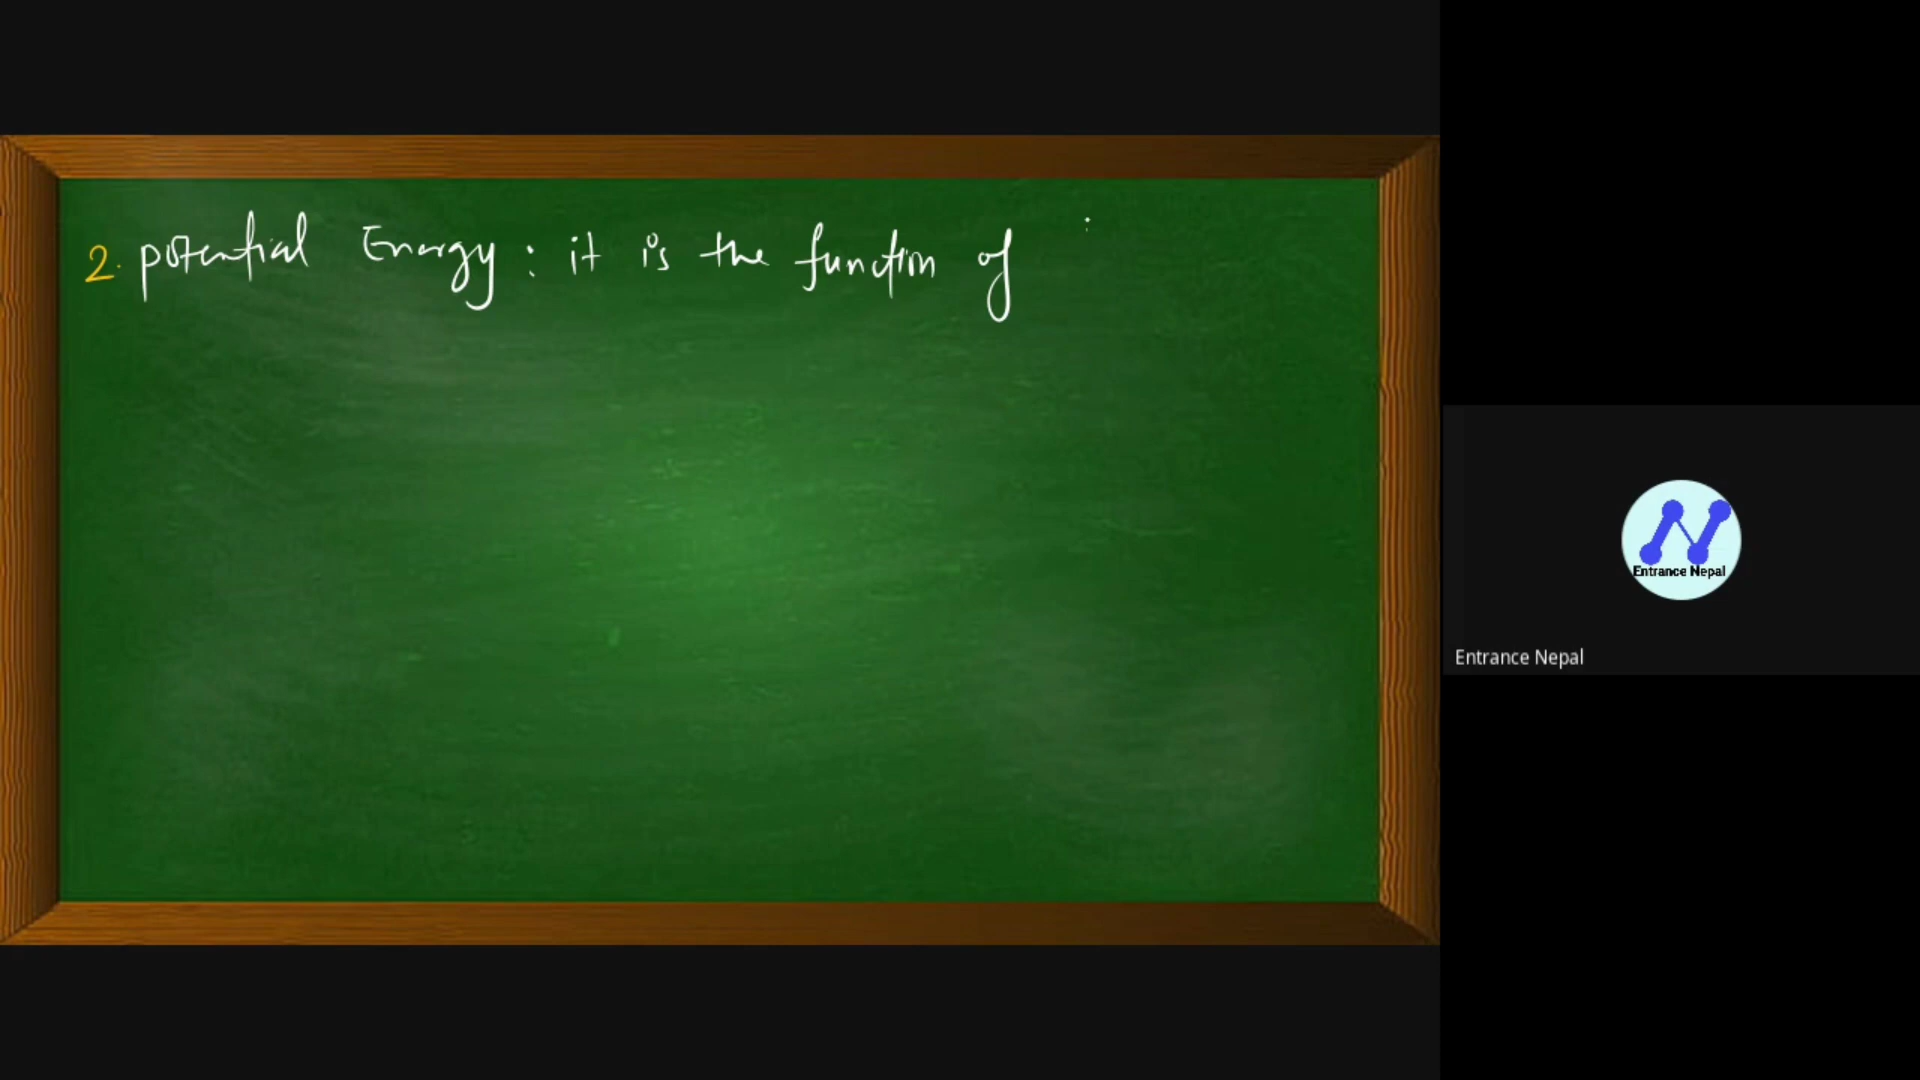 2. potential Energy : it is the function of
Entrance Nepal
Entrance Nepal